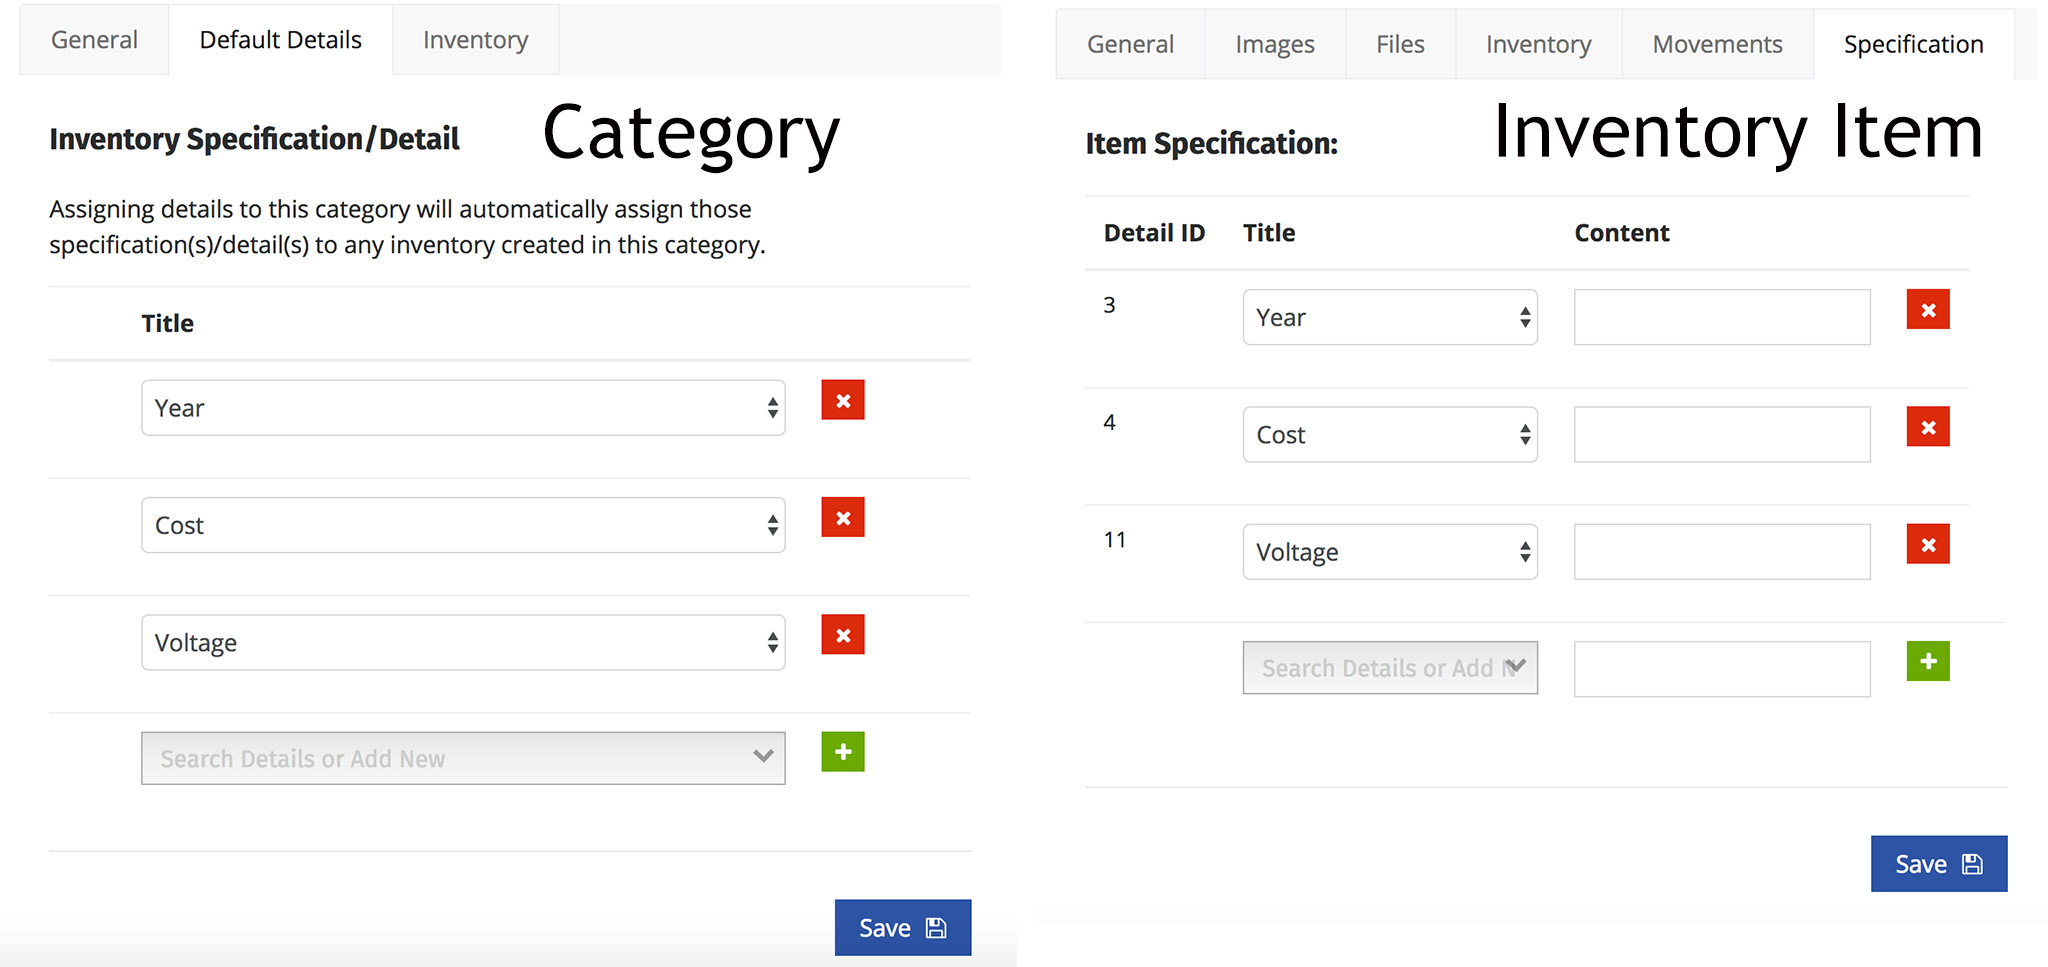 General Default Details Inventory
Category
Inventory Specification/Detail
Assigning details to this category will automatically assign those
specification(s)/detail(s) to any inventory created in this category.
Title
Year
Cost
Voltage
Search Details or Add New
Save
General Images Files Inventory Movements Specification
Inventory Item
Item Specification:
Detail ID Title Content
3 Year
4 Cost
11 Voltage
Search Details or Add N
Save